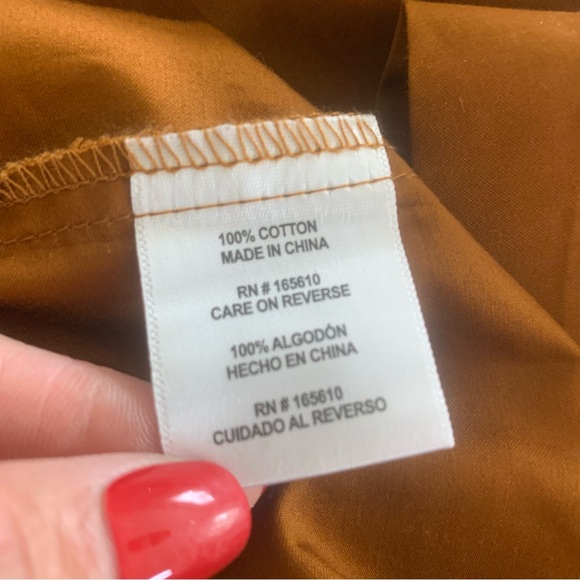 100% COTTON
MADE IN CHINA
RN # 165610
CARE ON REVERSE
100% ALGODÓN
HECHO EN CHINA
RN # 165610
CUIDADO AL REVERSO